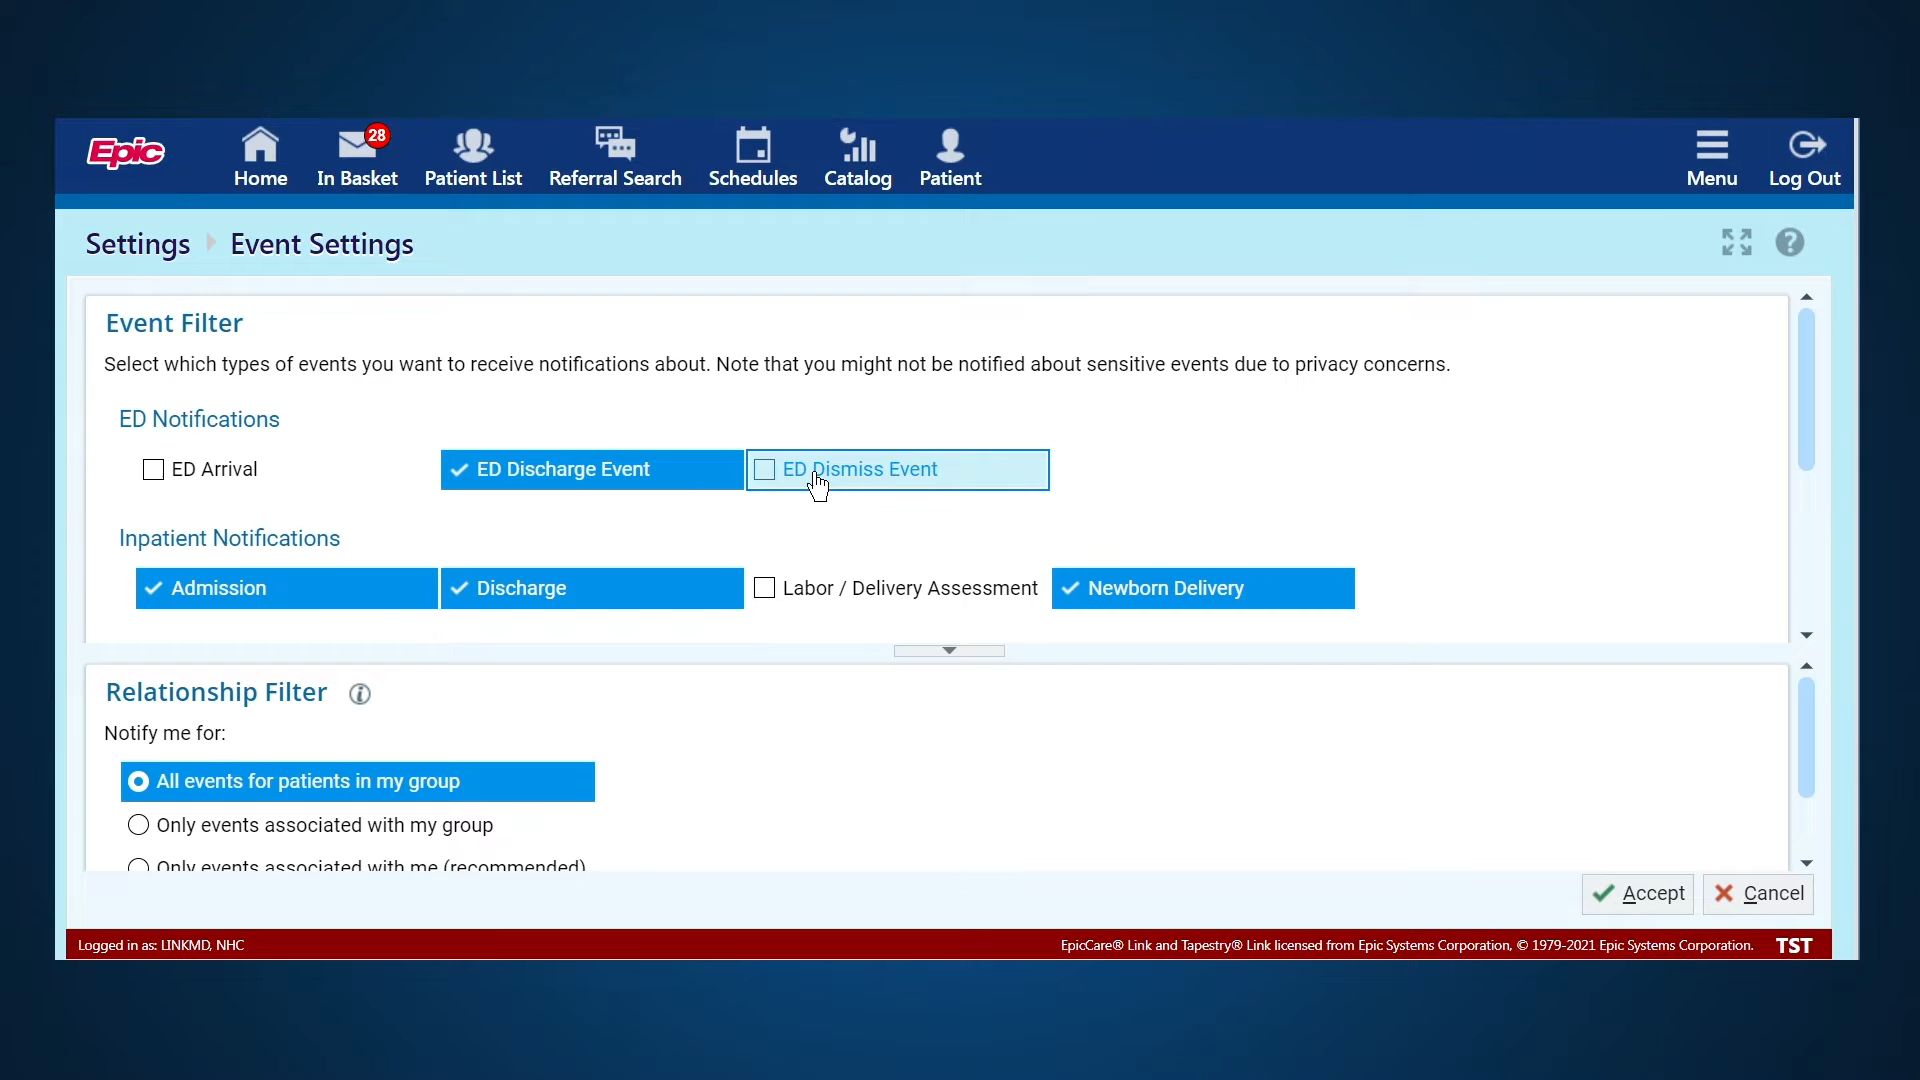 Epic
Home
In Basket
28
Patient List
Referral Search
Schedules
Catalog
Patient
Menu
Log Out
Settings
Event Settings
Event Filter
Select which types of events you want to receive notifications about. Note that you might not be notified about sensitive events due to privacy concerns.
ED Notifications
ED Arrival
ED Discharge Event
ED Dismiss Event
Inpatient Notifications
Admission
Discharge
Labor / Delivery Assessment
Newborn Delivery
Relationship Filter
Notify me for:
All events for patients in my group
Only events associated with my group
Only events associated with me (recommended)
Accept
Cancel
Logged in as: LINKMD, NHC
EpicCare® Link and Tapestry® Link licensed from Epic Systems Corporation, © 1979-2021 Epic Systems Corporation.
TST